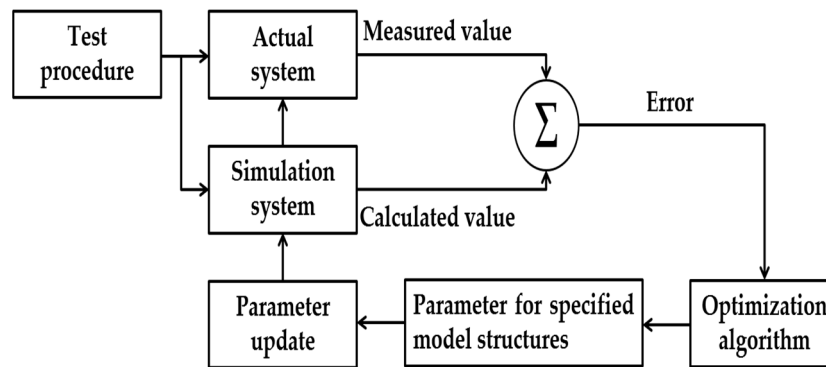 Test
procedure
Actual
system
Measured value
Σ
Error
Simulation
system
Calculated value
Parameter
update
Parameter for specified
model structures
Optimization
algorithm